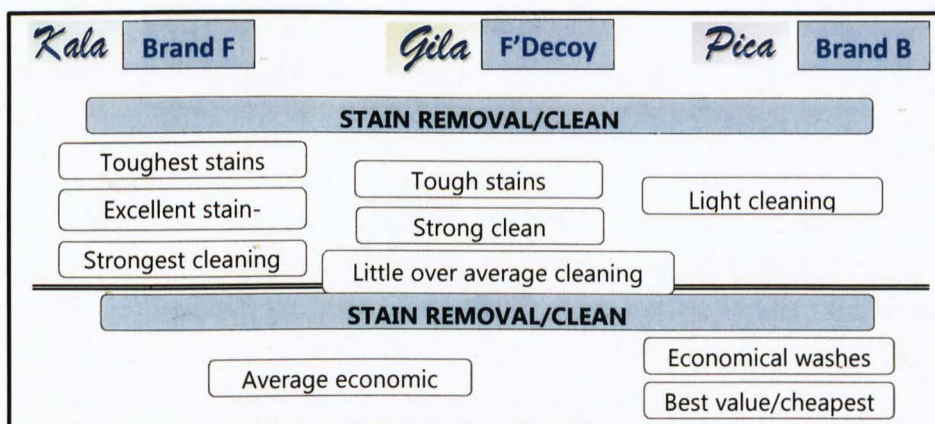 Kala Brand F Gila F'Decoy Pica Brand B
STAIN REMOVAL/CLEAN
Toughest stains
Excellent stain-
Strongest cleaning
Tough stains
Strong clean
Little over average cleaning
Light cleaning
STAIN REMOVAL/CLEAN
Average economic
Economical washes
Best value/cheapest